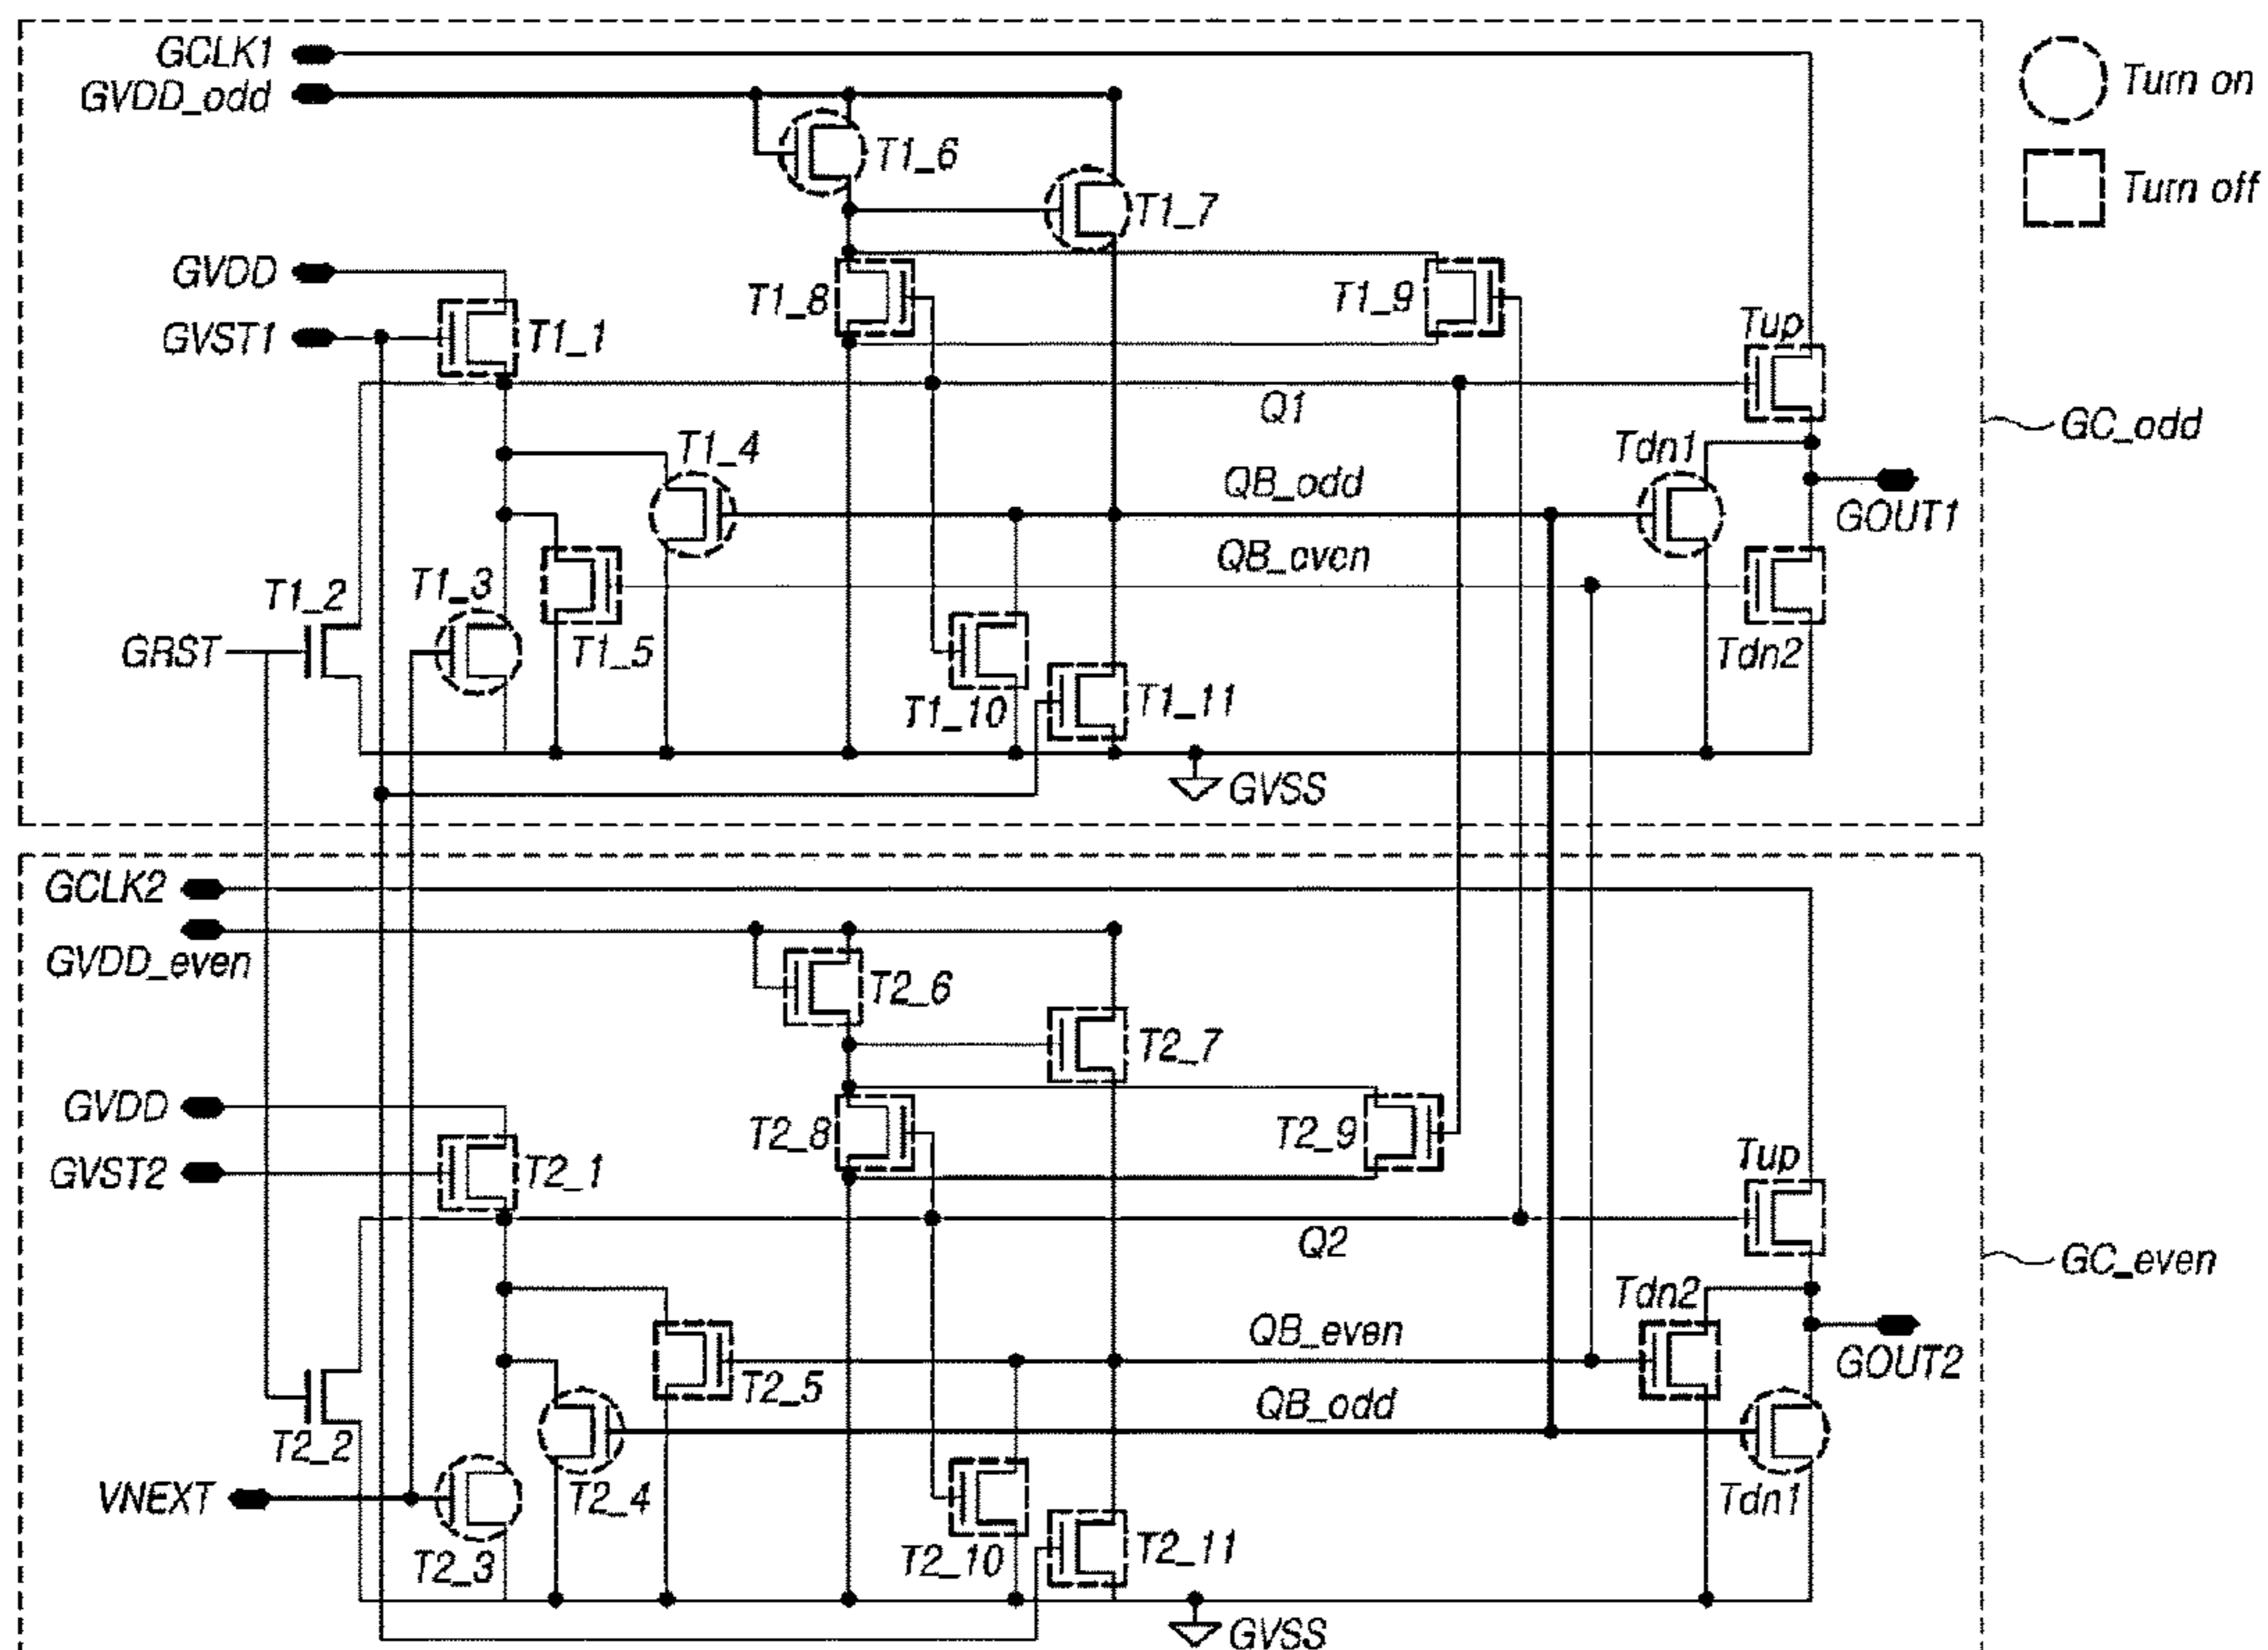 GCLK1
GVDD_odd
Turn on
T1_6
T1_7
Turn off
GVDD
GVST1
T1_1
T1_8
T1_9
Tup
Q1
GC_odd
T1_4
Tdn1
QB_odd
GOUT1
QB_even
T1_2
T1_3
T1_5
GRST
Tdn2
T1_10
T1_11
GVSS
GCLK2
GVDD_even
T2_6
T2_7
GVDD
GVST2
T2_1
T2_8
T2_9
Tup
Q2
GC_even
Tdn2
QB_even
GOUT2
T2_5
QB_odd
T2_2
VNEXT
T2_4
Tdn1
T2_3
T2_10
T2_11
GVSS